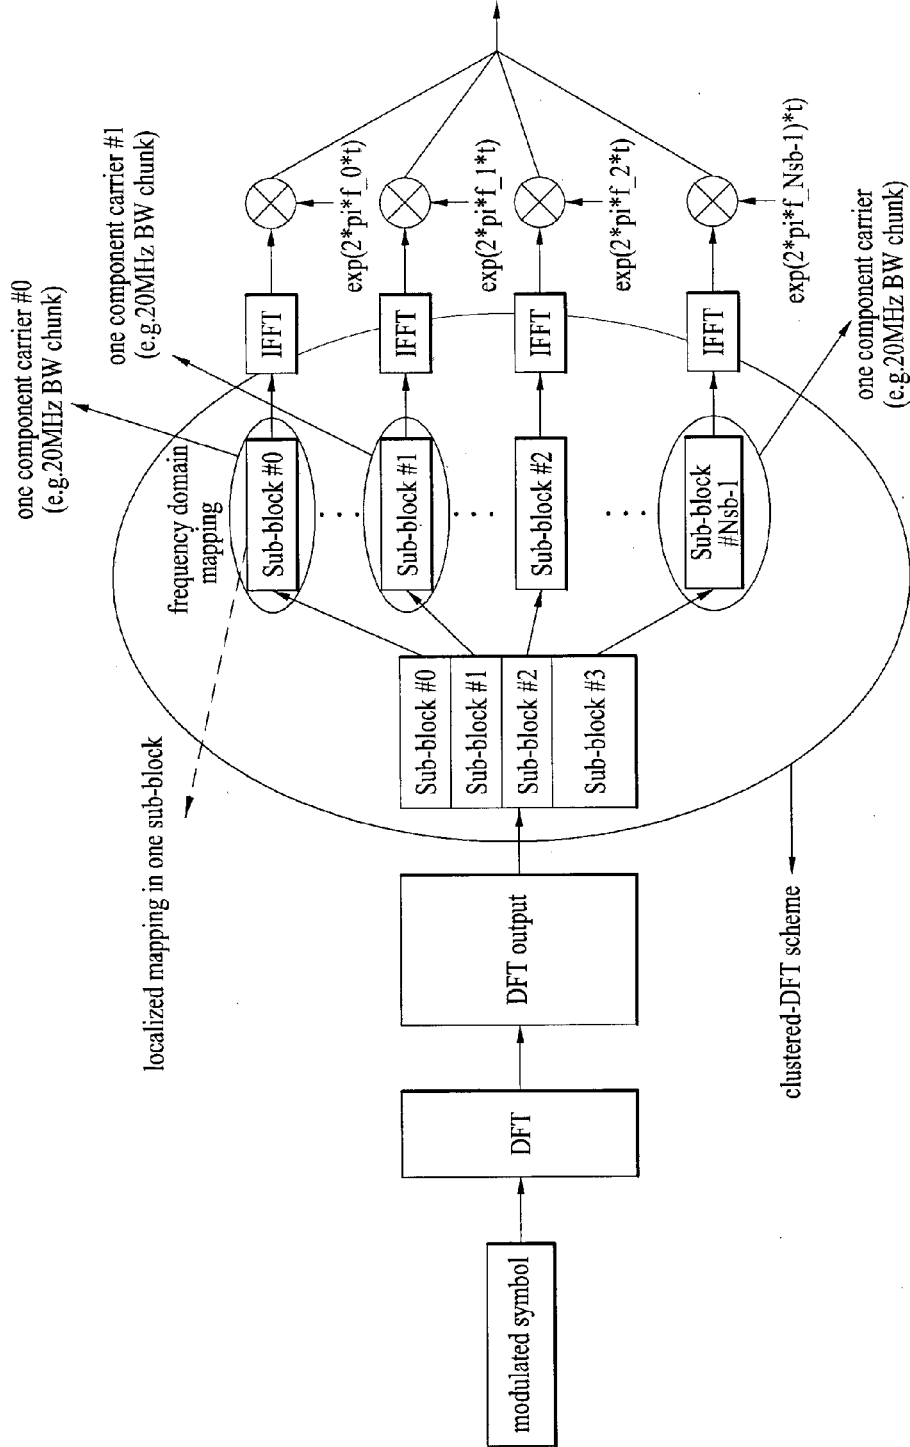 modulated symbol
DFT
DFT output
Sub-block #0
Sub-block #1
Sub-block #2
Sub-block #3
localized mapping in one sub-block
clustered-DFT scheme
frequency domain
mapping
one component carrier #0
(e.g.20MHz BW chunk)
one component carrier #1
(e.g.20MHz BW chunk)
Sub-block #0
IFFT
exp(2*pi*f_0*t)
. . .
Sub-block #1
IFFT
exp(2*pi*f_1*t)
. . .
Sub-block #2
IFFT
exp(2*pi*f_2*t)
. . .
Sub-block
#Nsb-1
IFFT
exp(2*pi*f_Nsb-1)*t)
one component carrier
(e.g.20MHz BW chunk)